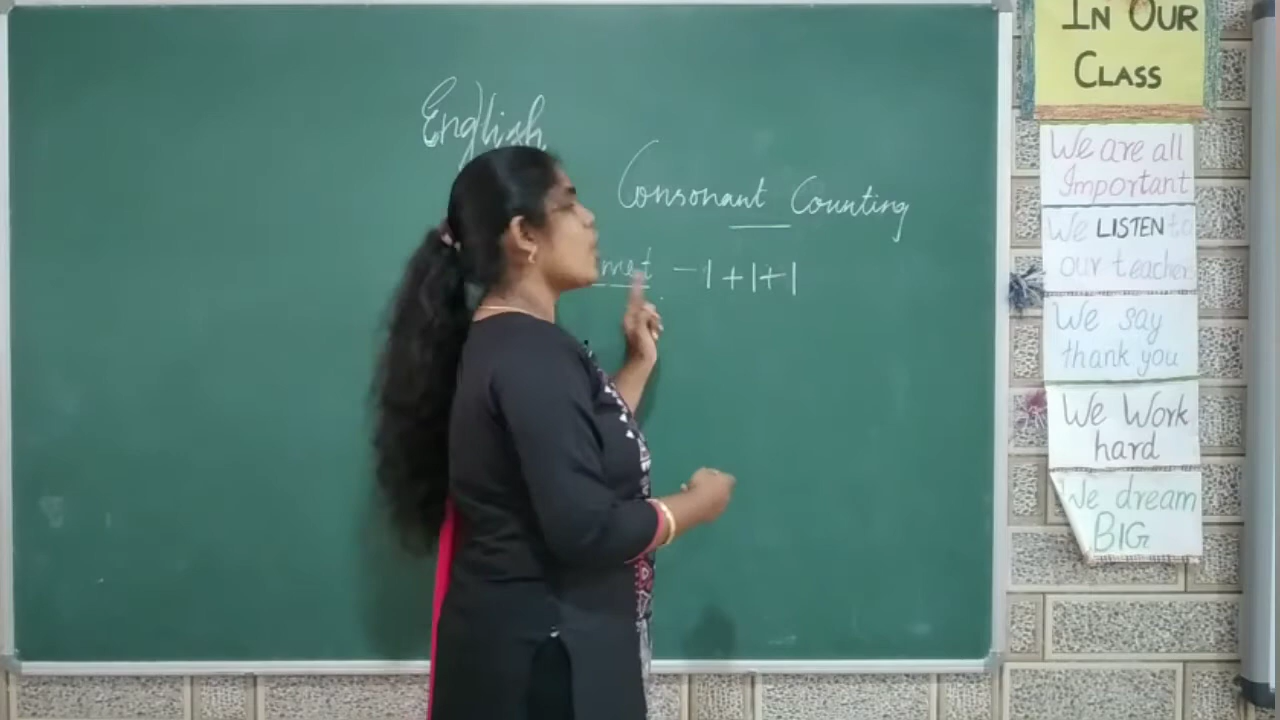 English
Consonant Counting
met - 1+1+1
IN OUR
CLASS
We are all
Important
We LISTEN to
our teacher
We say
thank you
We Work
hard
We dream
BIG